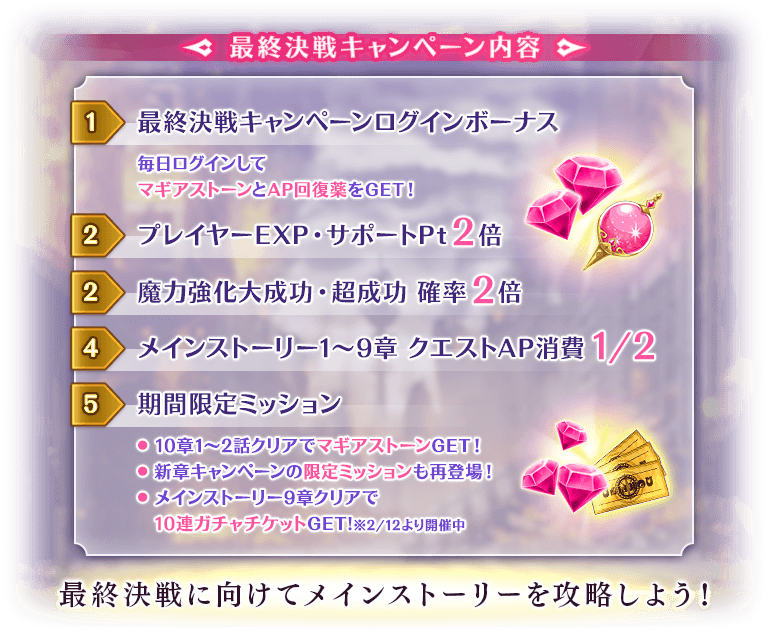 最終決戦キャンペーン内容
1 最終決戦キャンペーンログインボーナス
毎日ログインして
マギアストーンとAP回復薬をGET!
2 プレイヤーEXP・サポートPt 2倍
2 魔力強化大成功・超成功 確率 2倍
4 メインストーリー1〜9章 クエストAP消費 1/2
5 期間限定ミッション
● 10章1〜2話クリアでマギアストーンGET!
● 新章キャンペーンの限定ミッションも再登場!
● メインストーリー9章クリアで
10連ガチャチケットGET!※2/12より開催中
最終決戦に向けてメインストーリーを攻略しよう!